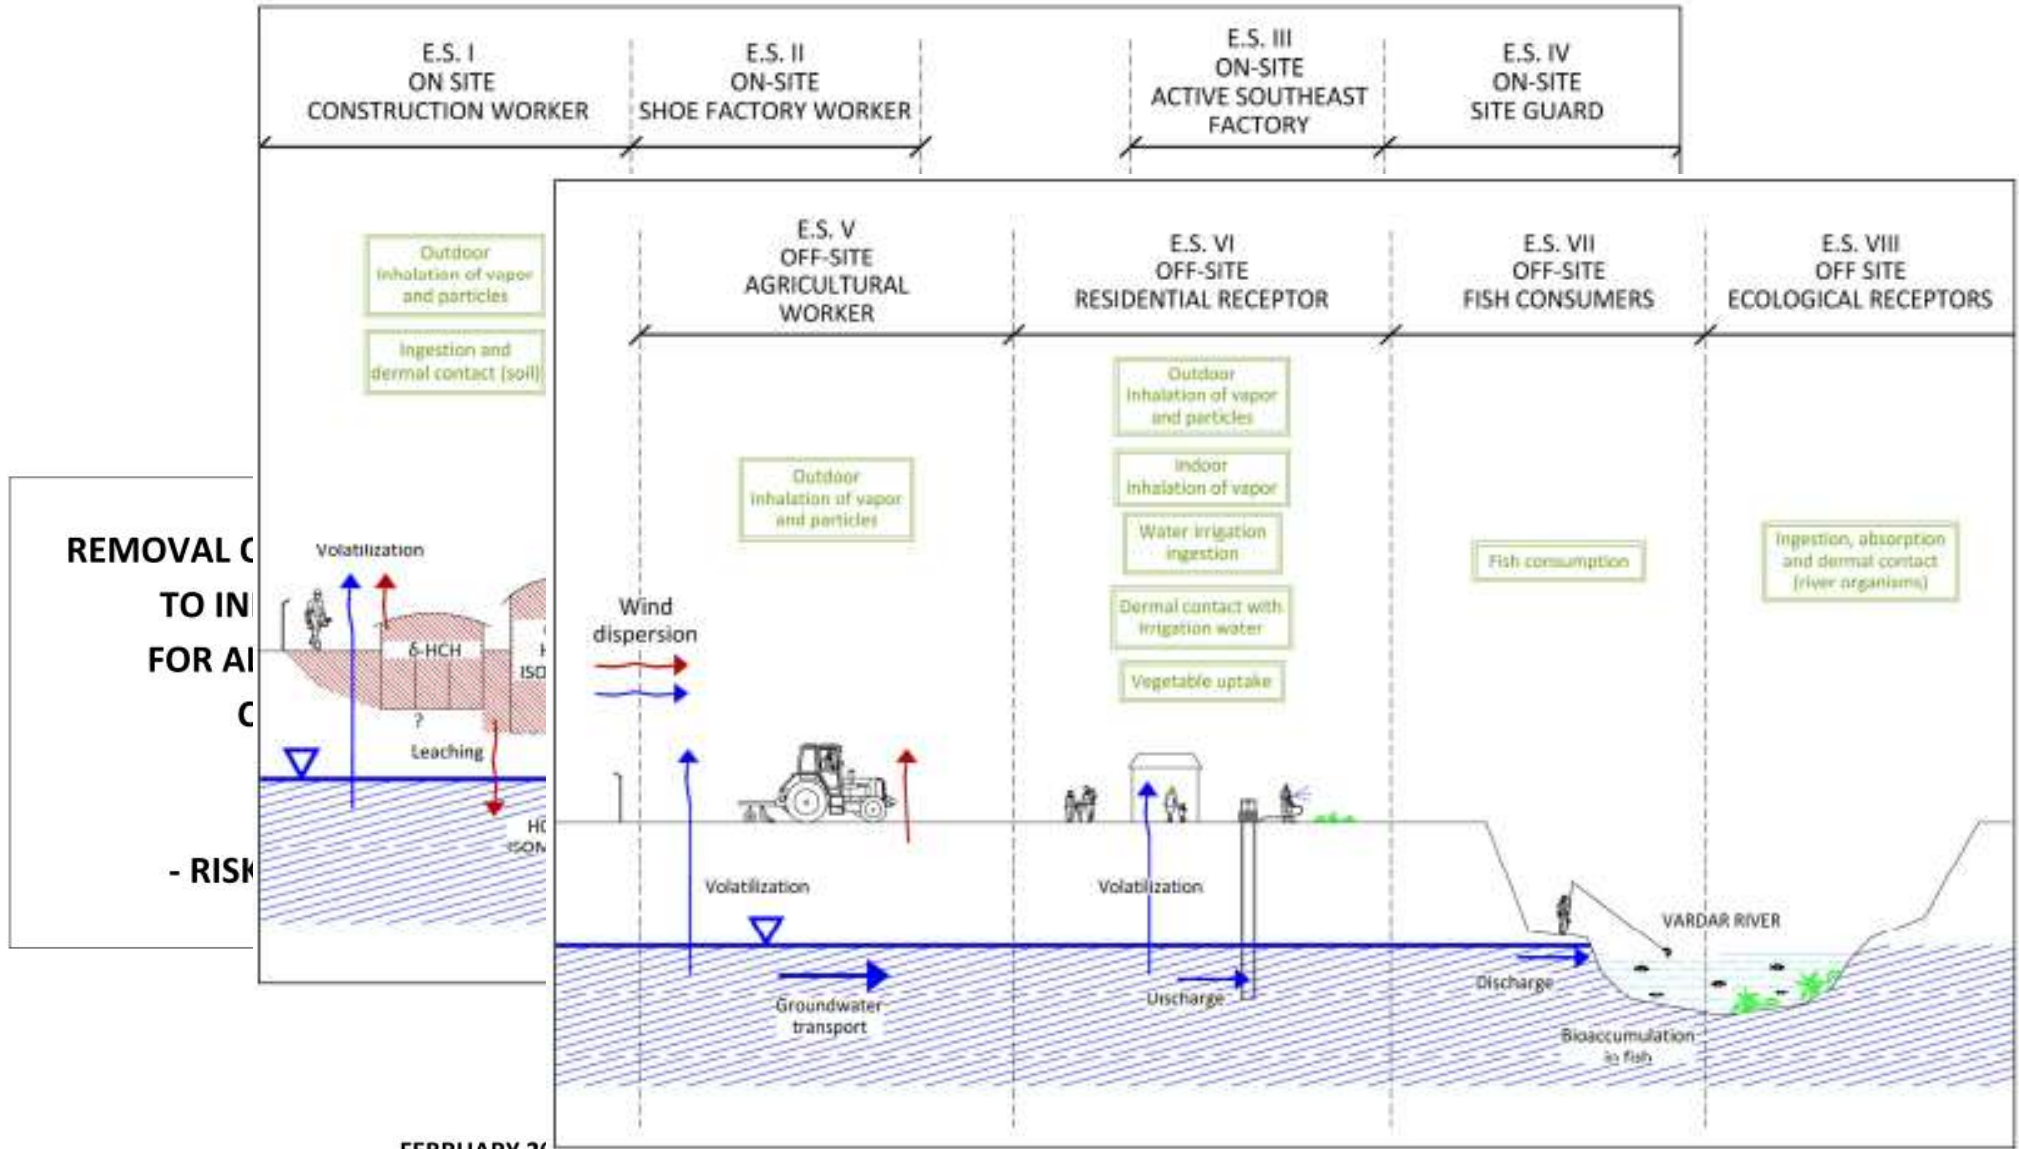 E.S. I
ON SITE
CONSTRUCTION WORKER
E.S. II
ON-SITE
SHOE FACTORY WORKER
E.S. III
ON-SITE
ACTIVE SOUTHEAST
FACTORY
E.S. IV
ON-SITE
SITE GUARD
Outdoor
Inhalation of vapor
and particles
Ingestion and
dermal contact (soil)
Volatilization
δ-HCH
?
Leaching
REMOVAL
TO
FOR
- RISK
FEBRUARY
E.S. V
OFF-SITE
AGRICULTURAL
WORKER
E.S. VI
OFF-SITE
RESIDENTIAL RECEPTOR
E.S. VII
OFF-SITE
FISH CONSUMERS
E.S. VIII
OFF SITE
ECOLOGICAL RECEPTORS
Wind
dispersion
Outdoor
Inhalation of vapor
and particles
Outdoor
Inhalation of vapor
and particles
Indoor
Inhalation of vapor
Water irrigation
ingestion
Dermal contact with
Irrigation water
Vegetable uptake
Fish consumption
Ingestion, absorption
and dermal contact
(river organisms)
Volatilization
Volatilization
VARDAR RIVER
Groundwater
transport
Discharge
Discharge
Bioaccumulation
in fish